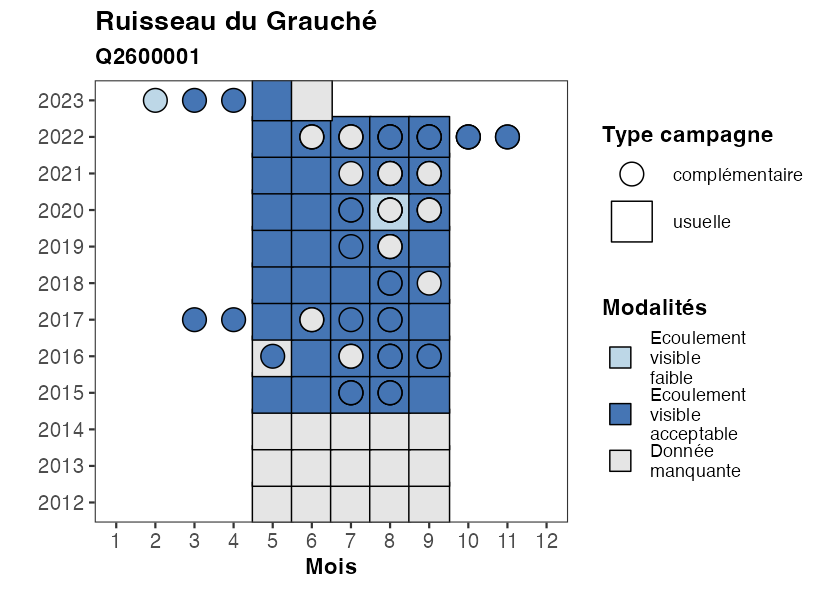 Ruisseau du Grauché
Q2600001
2023
2022
2021
2020
2019
2018
2017
2016
2015
2014
2013
2012
1 2 3 4 5 6 7 8 9 10 11 12
Mois
Type campagne
complémentaire
usuelle
Modalités
Ecoulement
visible
faible
Ecoulement
visible
acceptable
Donnée
manquante